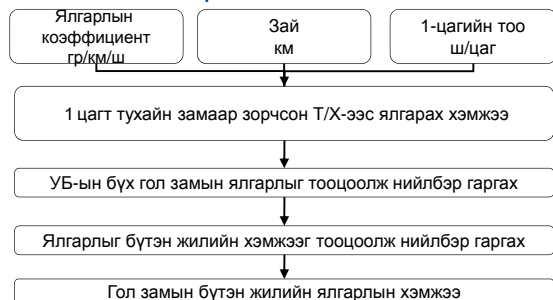 Ялгарлын
коэффициент
гр/км/ш
Зай
км
1-цагийн тоо
ш/цаг
1 цагт тухайн замаар зорчсон Т/Х-ээс ялгарах хэмжээ
УБ-ын бүх гол замын ялгарлыг тооцоолж нийлбэр гаргах
Ялгарлыг бүтэн жилийн хэмжээг тооцоолж нийлбэр гаргах
Гол замын бүтэн жилийн ялгарлын хэмжээ